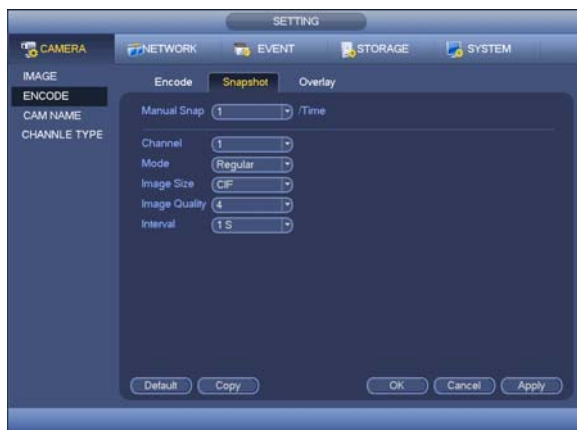 SETTING
CAMERA NETWORK EVENT STORAGE SYSTEM
IMAGE
ENCODE
CAM NAME
CHANNLE TYPE
Encode Snapshot Overlay
Manual Snap 1 /Time
Channel 1
Mode Regular
Image Size CIF
Image Quality 4
Interval 1 S
Default Copy OK Cancel Apply